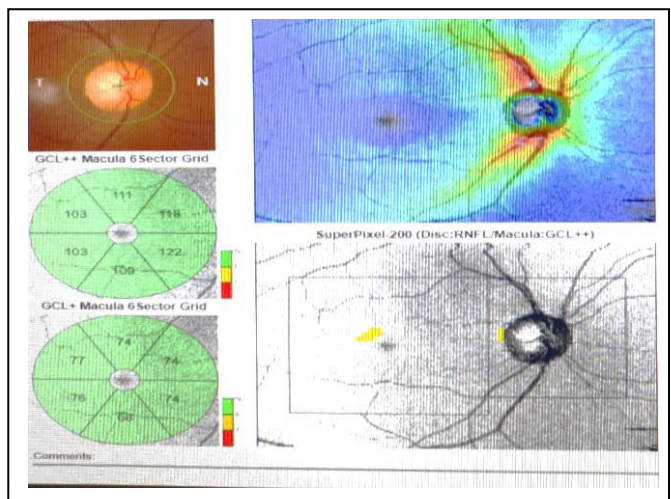 T N
GCL++ Macula 6 Sector Grid
111
103 118
103 122
109
SuperPixel-200 (Disc:RNFL/Macula:GCL++)
GCL+ Macula 6 Sector Grid
74
77 74
76 74
68
Comments: